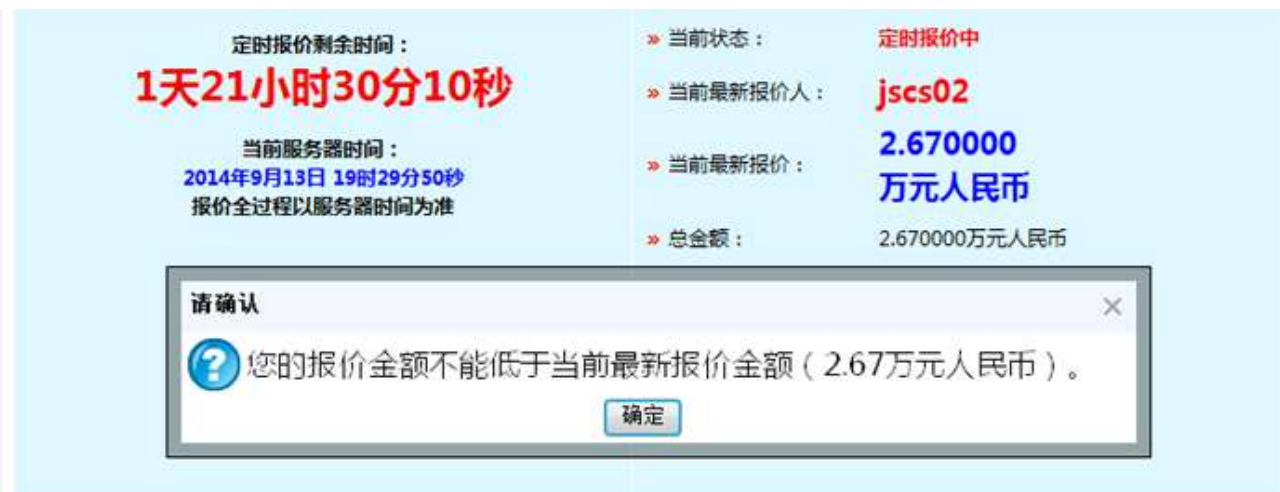 定时报价剩余时间：
1天21小时30分10秒
当前服务器时间：
2014年9月13日 19时29分50秒
报价全过程以服务器时间为准
» 当前状态： 定时报价中
» 当前最新报价人： jscs02
» 当前最新报价： 2.670000
万元人民币
» 总金额： 2.670000万元人民币
请确认
您的报价金额不能低于当前最新报价金额（2.67万元人民币）。
确定